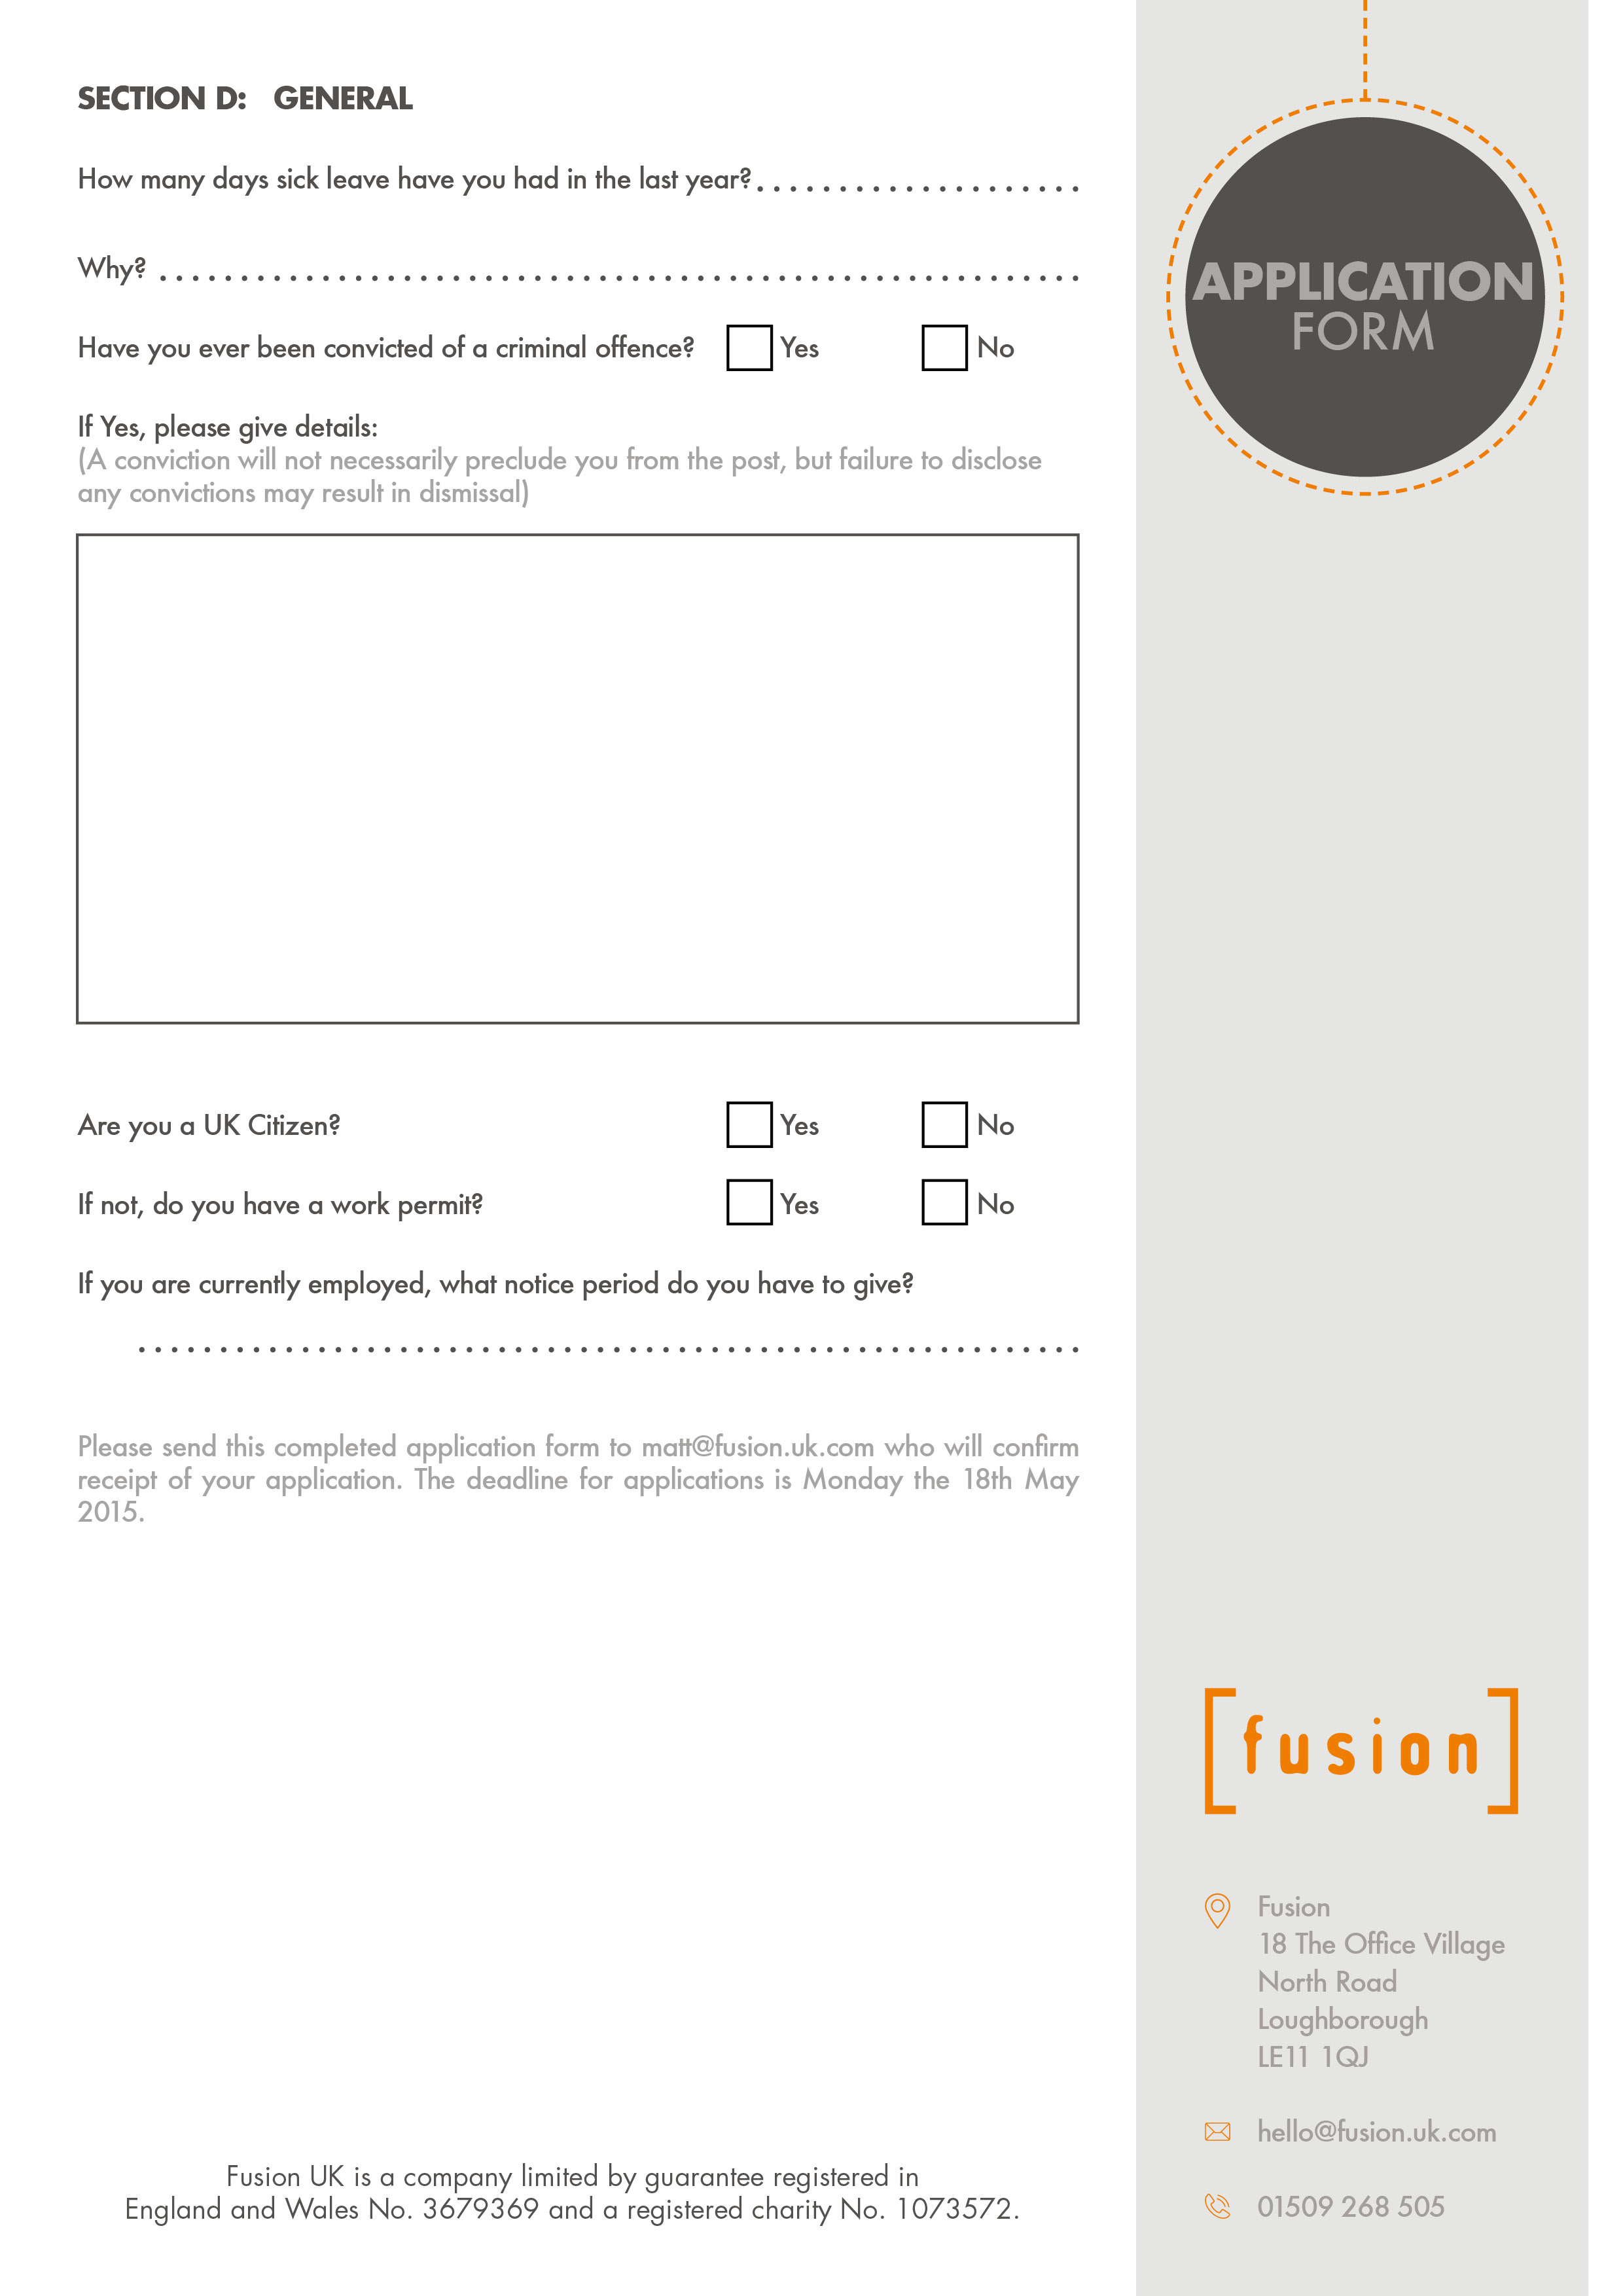 SECTION D: GENERAL
How many days sick leave have you had in the last year?
Why?
Have you ever been convicted of a criminal offence? Yes No
If Yes, please give details:
(A conviction will not necessarily preclude you from the post, but failure to disclose
any convictions may result in dismissal)
Are you a UK Citizen? Yes No
If not, do you have a work permit? Yes No
If you are currently employed, what notice period do you have to give?
Please send this completed application form to matt@fusion.uk.com who will confirm
receipt of your application. The deadline for applications is Monday the 18th May
2015.
Fusion UK is a company limited by guarantee registered in
England and Wales No. 3679369 and a registered charity No. 1073572.
APPLICATION
FORM
[fusion]
Fusion
18 The Office Village
North Road
Loughborough
LE11 1QJ
hello@fusion.uk.com
01509 268 505